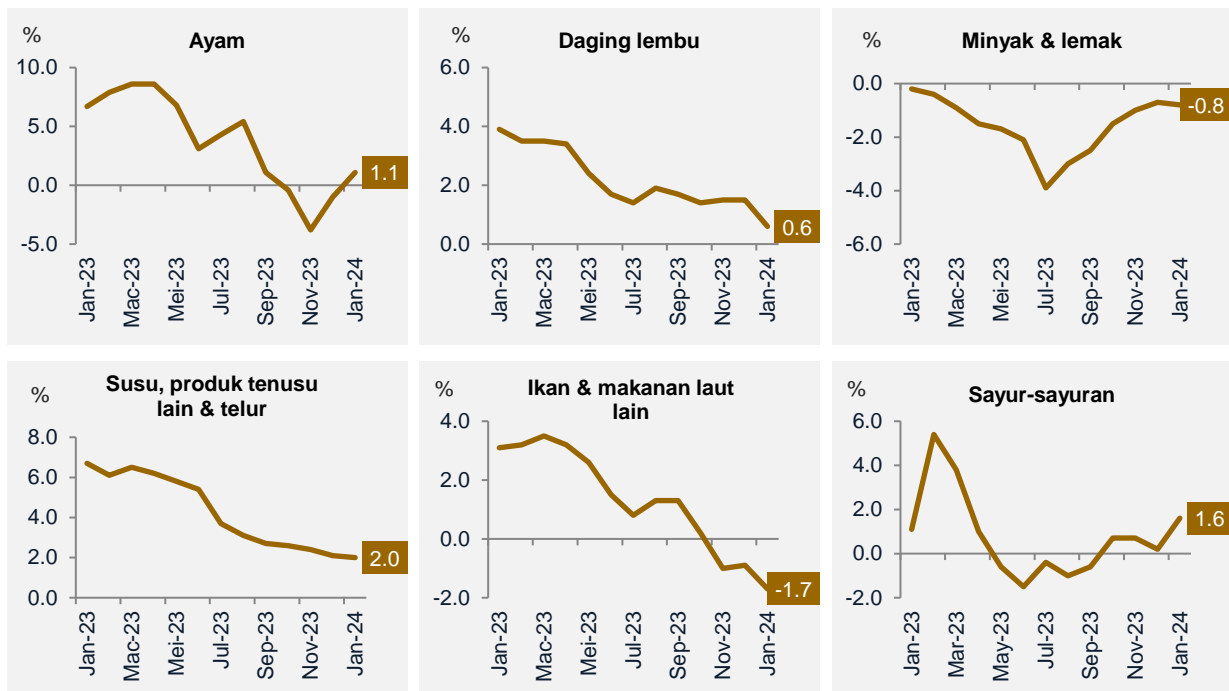 %
Ayam
10.0
5.0
0.0
-5.0
1.1
Jan-23
Mac-23
Mei-23
Jul-23
Sep-23
Nov-23
Jan-24
%
Daging lembu
6.0
4.0
2.0
0.0
0.6
Jan-23
Mac-23
Mei-23
Jul-23
Sep-23
Nov-23
Jan-24
%
Minyak & lemak
0.0
-2.0
-4.0
-6.0
-0.8
Jan-23
Mac-23
Mei-23
Jul-23
Sep-23
Nov-23
Jan-24
%
Susu, produk tenusu
lain & telur
8.0
6.0
4.0
2.0
0.0
2.0
Jan-23
Mac-23
Mei-23
Jul-23
Sep-23
Nov-23
Jan-24
%
Ikan & makanan laut
lain
4.0
2.0
0.0
-2.0
-1.7
Jan-23
Mac-23
Mei-23
Jul-23
Sep-23
Nov-23
Jan-24
%
Sayur-sayuran
6.0
4.0
2.0
0.0
-2.0
1.6
Jan-23
Mar-23
May-23
Jul-23
Sep-23
Nov-23
Jan-24